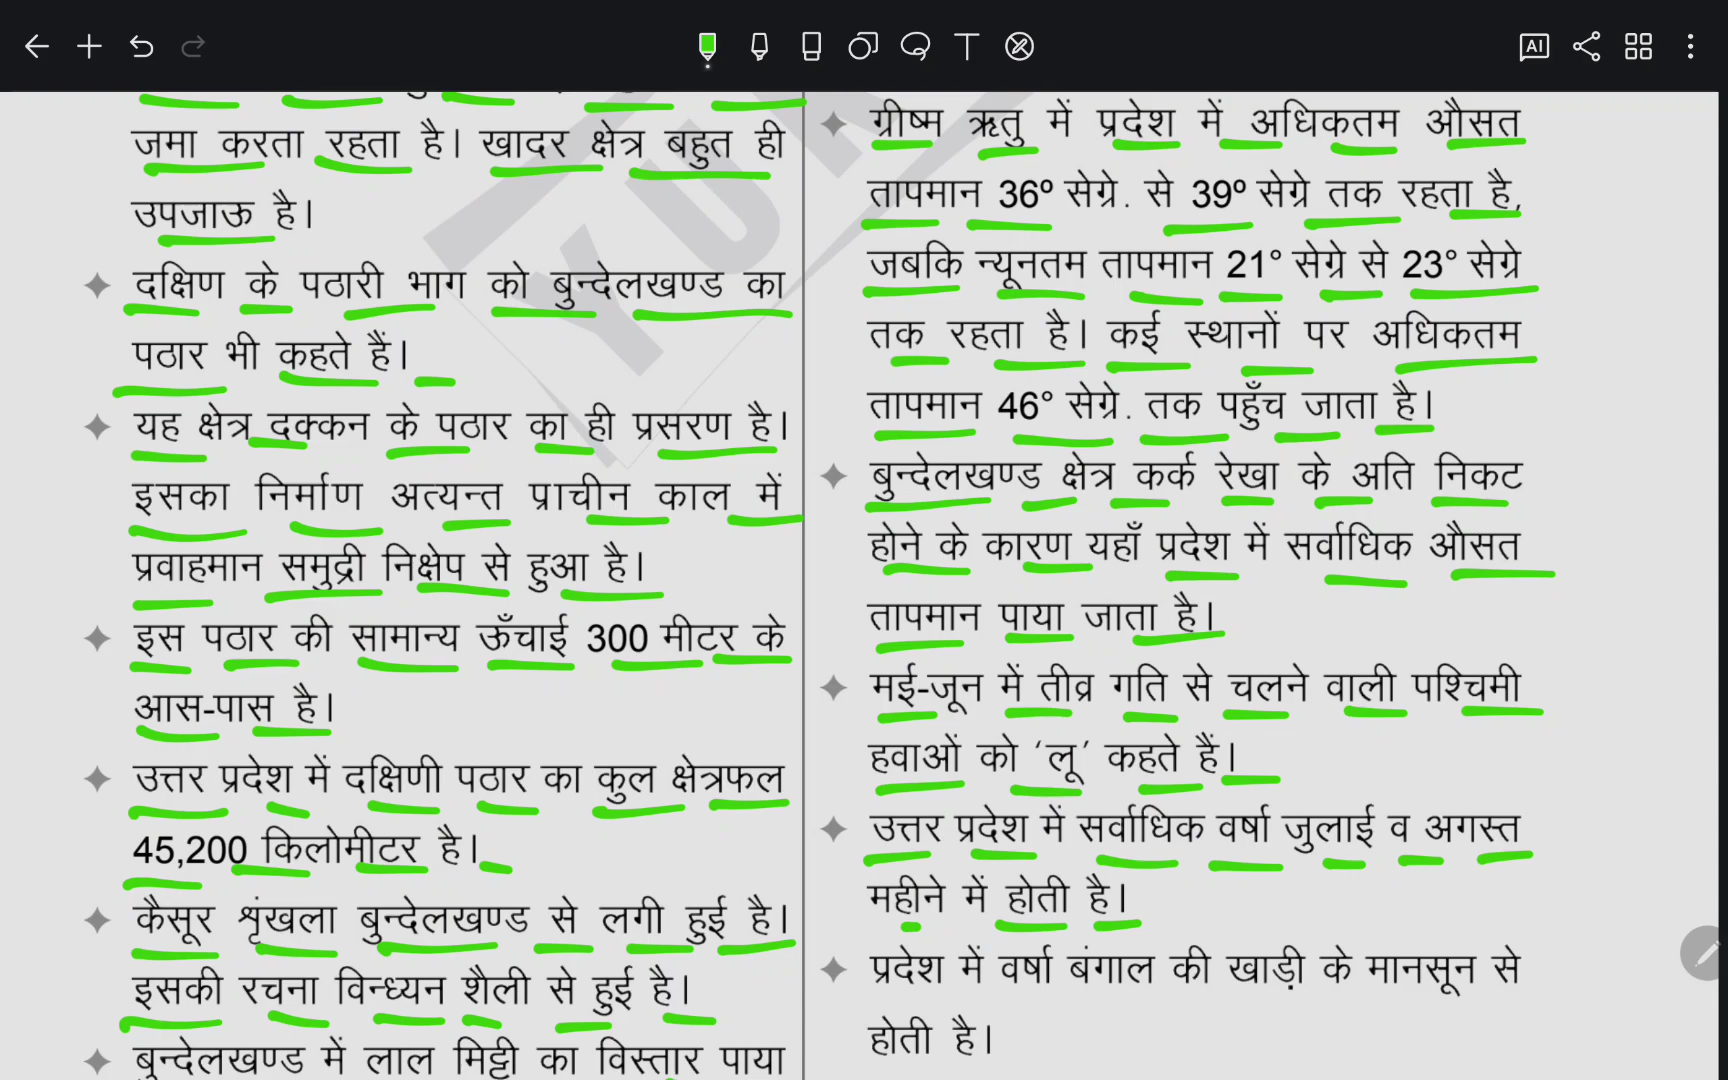 जमा करता रहता है। खादर क्षेत्र बहुत ही
उपजाऊ है।
दक्षिण के पठारी भाग को बुन्देलखण्ड का
पठार भी कहते हैं।
यह क्षेत्र दक्कन के पठार का ही प्रसरण है।
इसका निर्माण अत्यन्त प्राचीन काल में
प्रवाहमान समुद्री निक्षेप से हुआ है।
इस पठार की सामान्य ऊँचाई 300 मीटर के
आस-पास है।
उत्तर प्रदेश में दक्षिणी पठार का कुल क्षेत्रफल
45,200 किलोमीटर है।
कैसूर शृंखला बुन्देलखण्ड से लगी हुई है।
इसकी रचना विन्ध्यन शैली से हुई है।
बुन्देलखण्ड में लाल मिट्टी का विस्तार पाया
ग्रीष्म ऋतु में प्रदेश में अधिकतम औसत
तापमान 36º सेग्रे. से 39º सेग्रे तक रहता है,
जबकि न्यूनतम तापमान 21° सेग्रे से 23° सेग्रे
तक रहता है। कई स्थानों पर अधिकतम
तापमान 46° सेग्रे. तक पहुँच जाता है।
बुन्देलखण्ड क्षेत्र कर्क रेखा के अति निकट
होने के कारण यहाँ प्रदेश में सर्वाधिक औसत
तापमान पाया जाता है।
मई-जून में तीव्र गति से चलने वाली पश्चिमी
हवाओं को ‘लू’ कहते हैं।
उत्तर प्रदेश में सर्वाधिक वर्षा जुलाई व अगस्त
महीने में होती है।
प्रदेश में वर्षा बंगाल की खाड़ी के मानसून से
होती है।